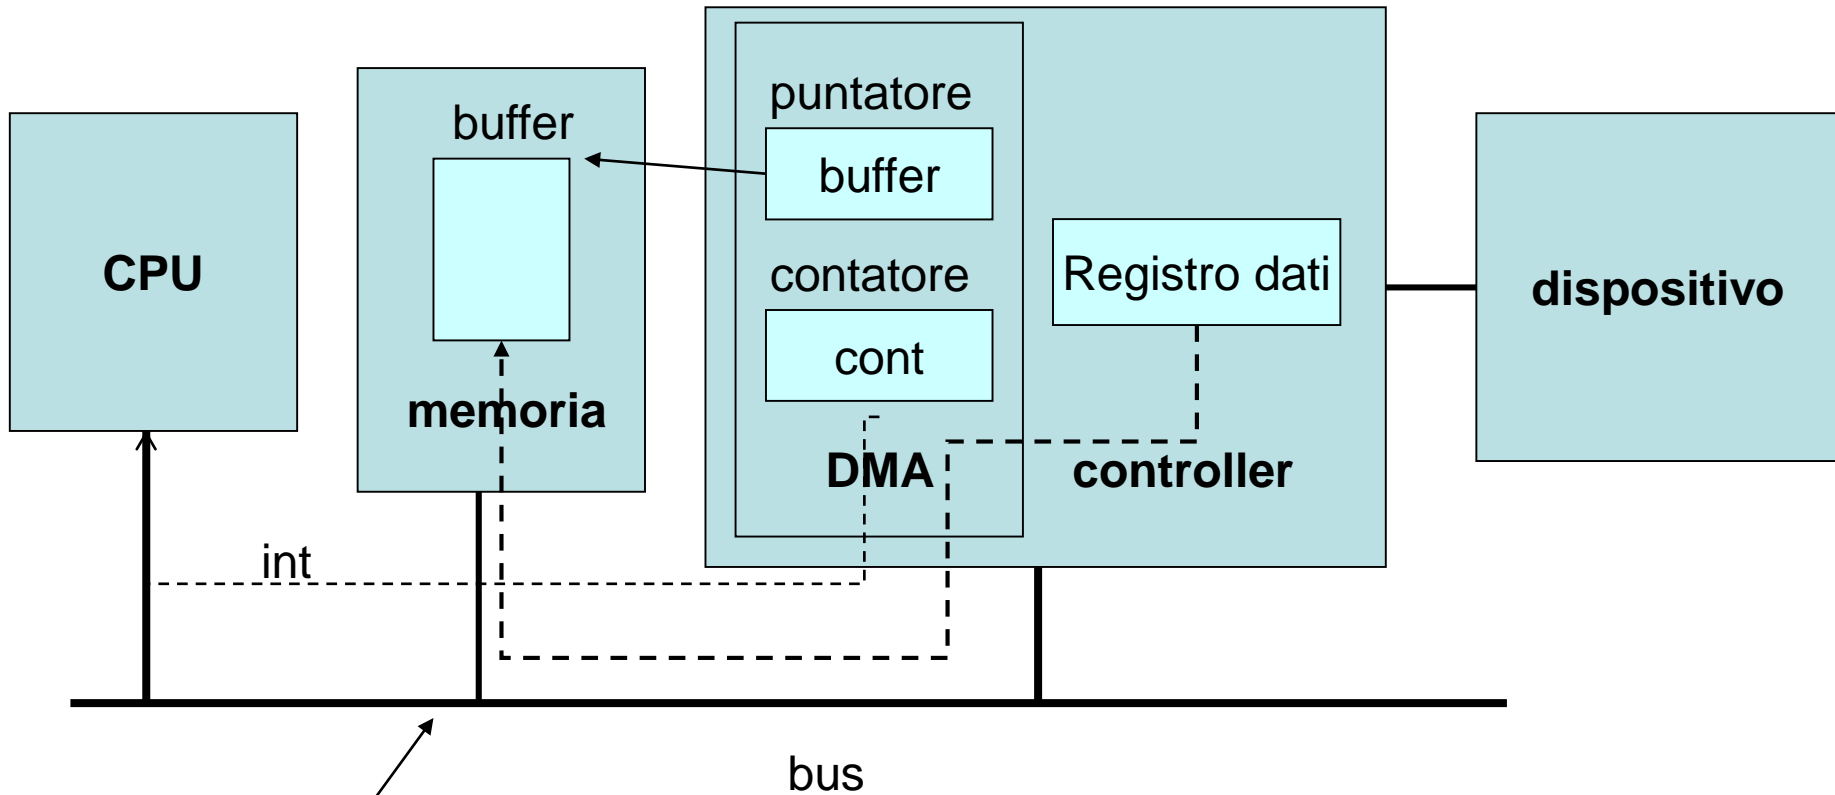 puntatore
buffer
buffer
CPU
contatore
Registro dati
dispositivo
cont
memoria
DMA
controller
int
bus